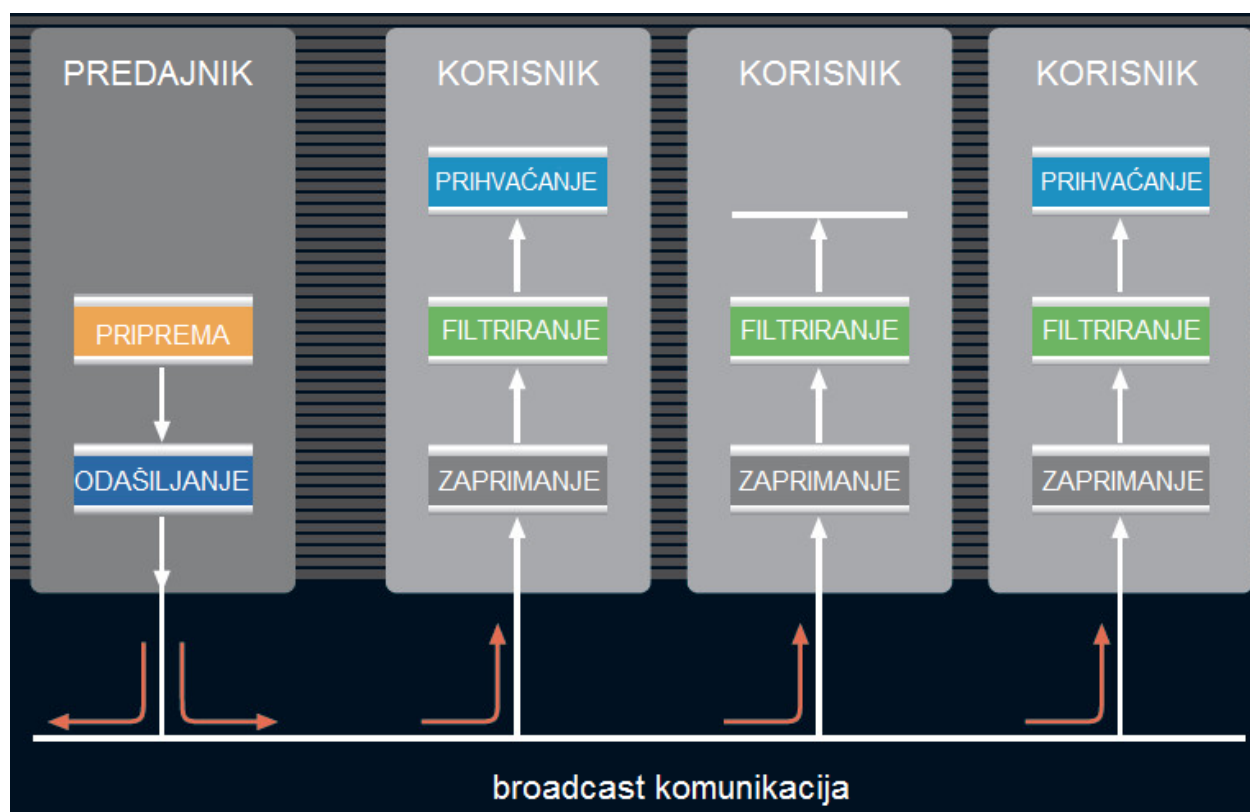 PREDAJNIK
KORISNIK
KORISNIK
KORISNIK
PRIHVAĆANJE
PRIHVAĆANJE
PRIPREMA
FILTRIRANJE
FILTRIRANJE
FILTRIRANJE
ODAŠILJANJE
ZAPRIMANJE
ZAPRIMANJE
ZAPRIMANJE
broadcast komunikacija